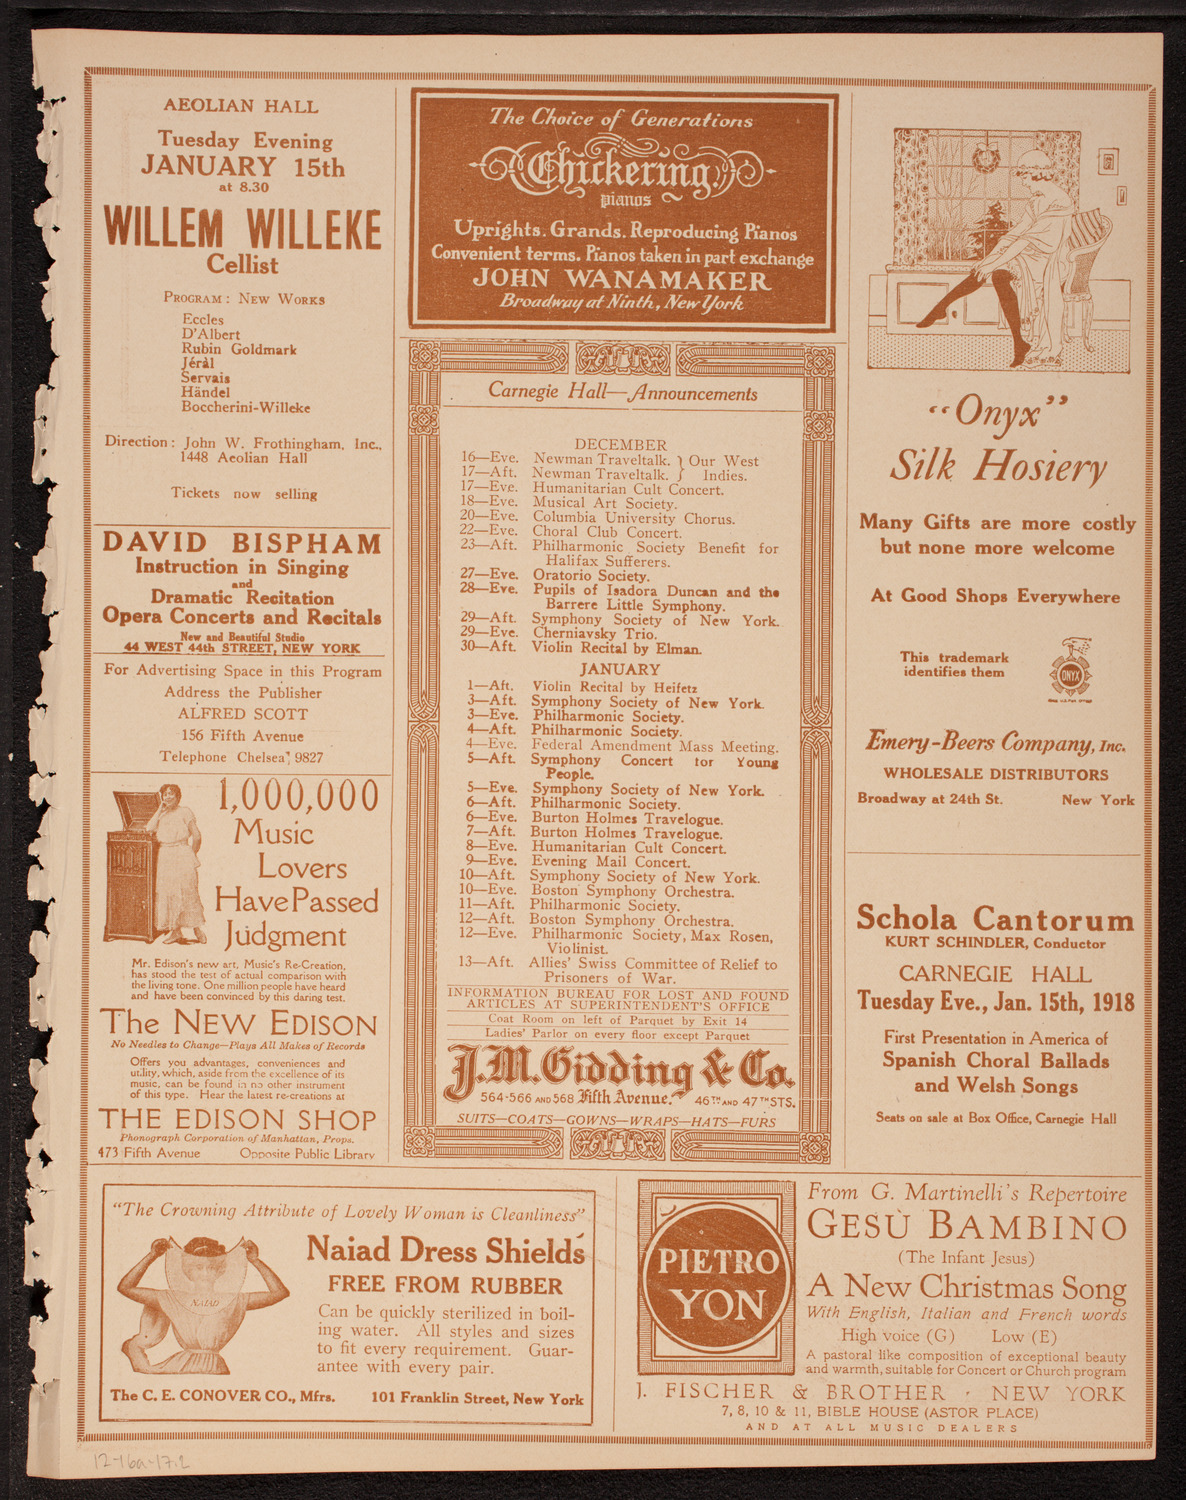 AEOLIAN HALL
Tuesday Evening
JANUARY 15th
at 8.30
WILLEM WILLEKE
Cellist
PROGRAM: NEW WORKS
Eccles
D'Albert
Rubin Goldmark
Jéràl
Servais
Händel
Boccherini-Willeke
Direction: John W. Frothingham, Inc.,
1448 Aeolian Hall
Tickets now selling
DAVID BISPHAM
Instruction in Singing
and
Dramatic Recitation
Opera Concerts and Recitals
New and Beautiful Studio
44 WEST 44th STREET, NEW YORK
For Advertising Space in this Program
Address the Publisher
ALFRED SCOTT
156 Fifth Avenue
Telephone Chelsea 9827
1,000,000
Music
Lovers
Have Passed
Judgment
Mr. Edison's new art, Music's Re-Creation,
has stood the test of actual comparison with
the living tone. One million people have heard
and have been convinced by this daring test.
The NEW EDISON
No Needles to Change—Plays All Makes of Records
Offers you advantages, conveniences and
utility, which, aside from the excellence of its
music, can be found in no other instrument
of this type. Hear the latest re-creations at
THE EDISON SHOP
Phonograph Corporation of Manhattan, Props.
473 Fifth Avenue Opposite Public Library
The Choice of Generations
Chickering
pianos
Uprights. Grands. Reproducing Pianos
Convenient terms. Pianos taken in part exchange
JOHN WANAMAKER
Broadway at Ninth, New York
Carnegie Hall—Announcements
DECEMBER
16—Eve. Newman Traveltalk. } Our West
17—Aft. Newman Traveltalk. } Indies.
17—Eve. Humanitarian Cult Concert.
18—Eve. Musical Art Society.
20—Eve. Columbia University Chorus.
22—Eve. Choral Club Concert.
23—Aft. Philharmonic Society Benefit for
Halifax Sufferers.
27—Eve. Oratorio Society.
28—Eve. Pupils of Isadora Duncan and the
Barrere Little Symphony.
29—Aft. Symphony Society of New York.
29—Eve. Cherniavsky Trio.
30—Aft. Violin Recital by Elman.
JANUARY
1—Aft. Violin Recital by Heifetz
3—Aft. Symphony Society of New York.
3—Eve. Philharmonic Society.
4—Aft. Philharmonic Society.
4—Eve. Federal Amendment Mass Meeting.
5—Aft. Symphony Concert for Young
People.
5—Eve. Symphony Society of New York.
6—Aft. Philharmonic Society.
6—Eve. Burton Holmes Travelogue.
7—Aft. Burton Holmes Travelogue.
8—Eve. Humanitarian Cult Concert.
9—Eve. Evening Mail Concert.
10—Aft. Symphony Society of New York.
10—Eve. Boston Symphony Orchestra.
11—Aft. Philharmonic Society.
12—Aft. Boston Symphony Orchestra.
12—Eve. Philharmonic Society, Max Rosen,
Violinist.
13—Aft. Allies' Swiss Committee of Relief to
Prisoners of War.
INFORMATION BUREAU FOR LOST AND FOUND
ARTICLES AT SUPERINTENDENT'S OFFICE
Coat Room on left of Parquet by Exit 14
Ladies' Parlor on every floor except Parquet
J.M. Gidding & Co.
564-566 AND 568 Fifth Avenue. 46TH AND 47TH STS.
SUITS—COATS—GOWNS—WRAPS—HATS—FURS
"Onyx"
Silk Hosiery
Many Gifts are more costly
but none more welcome
At Good Shops Everywhere
This trademark
identifies them
ONYX
Emery-Beers Company, Inc.
WHOLESALE DISTRIBUTORS
Broadway at 24th St. New York
Schola Cantorum
KURT SCHINDLER, Conductor
CARNEGIE HALL
Tuesday Eve., Jan. 15th, 1918
First Presentation in America of
Spanish Choral Ballads
and Welsh Songs
Seats on sale at Box Office, Carnegie Hall
"The Crowning Attribute of Lovely Woman is Cleanliness"
NAIAD
Naiad Dress Shields
FREE FROM RUBBER
Can be quickly sterilized in boil-
ing water. All styles and sizes
to fit every requirement. Guar-
antee with every pair.
The C. E. CONOVER CO., Mfrs. 101 Franklin Street, New York
PIETRO
YON
From G. Martinelli's Repertoire
GESÙ BAMBINO
(The Infant Jesus)
A New Christmas Song
With English, Italian and French words
High voice (G) Low (E)
A pastoral like composition of exceptional beauty
and warmth, suitable for Concert or Church program
J. FISCHER & BROTHER · NEW YORK
7, 8, 10 & 11, BIBLE HOUSE (ASTOR PLACE)
AND AT ALL MUSIC DEALERS
12-16a-17.2